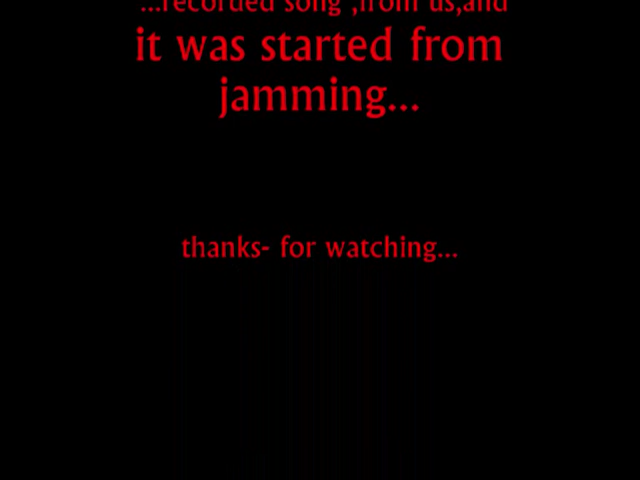 ...recorded song ,from us,and
it was started from
jamming...
thanks- for watching...